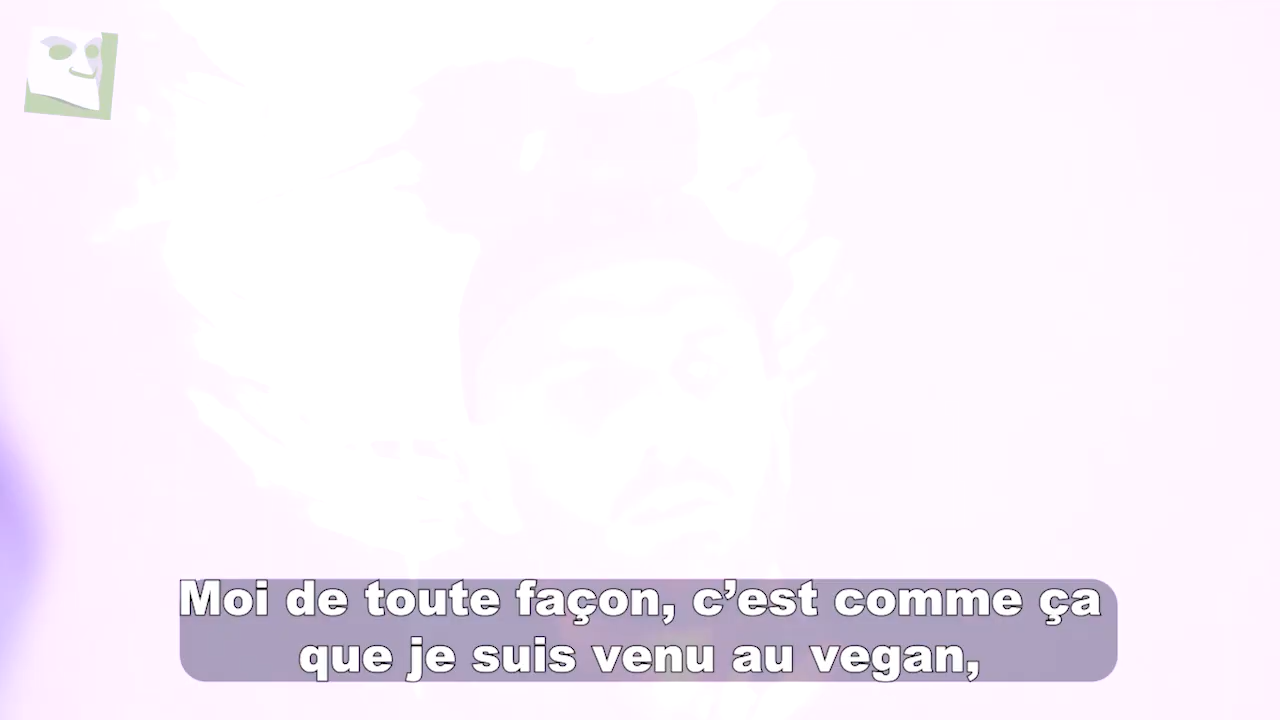 Moi de toute façon, c’est comme ça
que je suis venu au vegan,